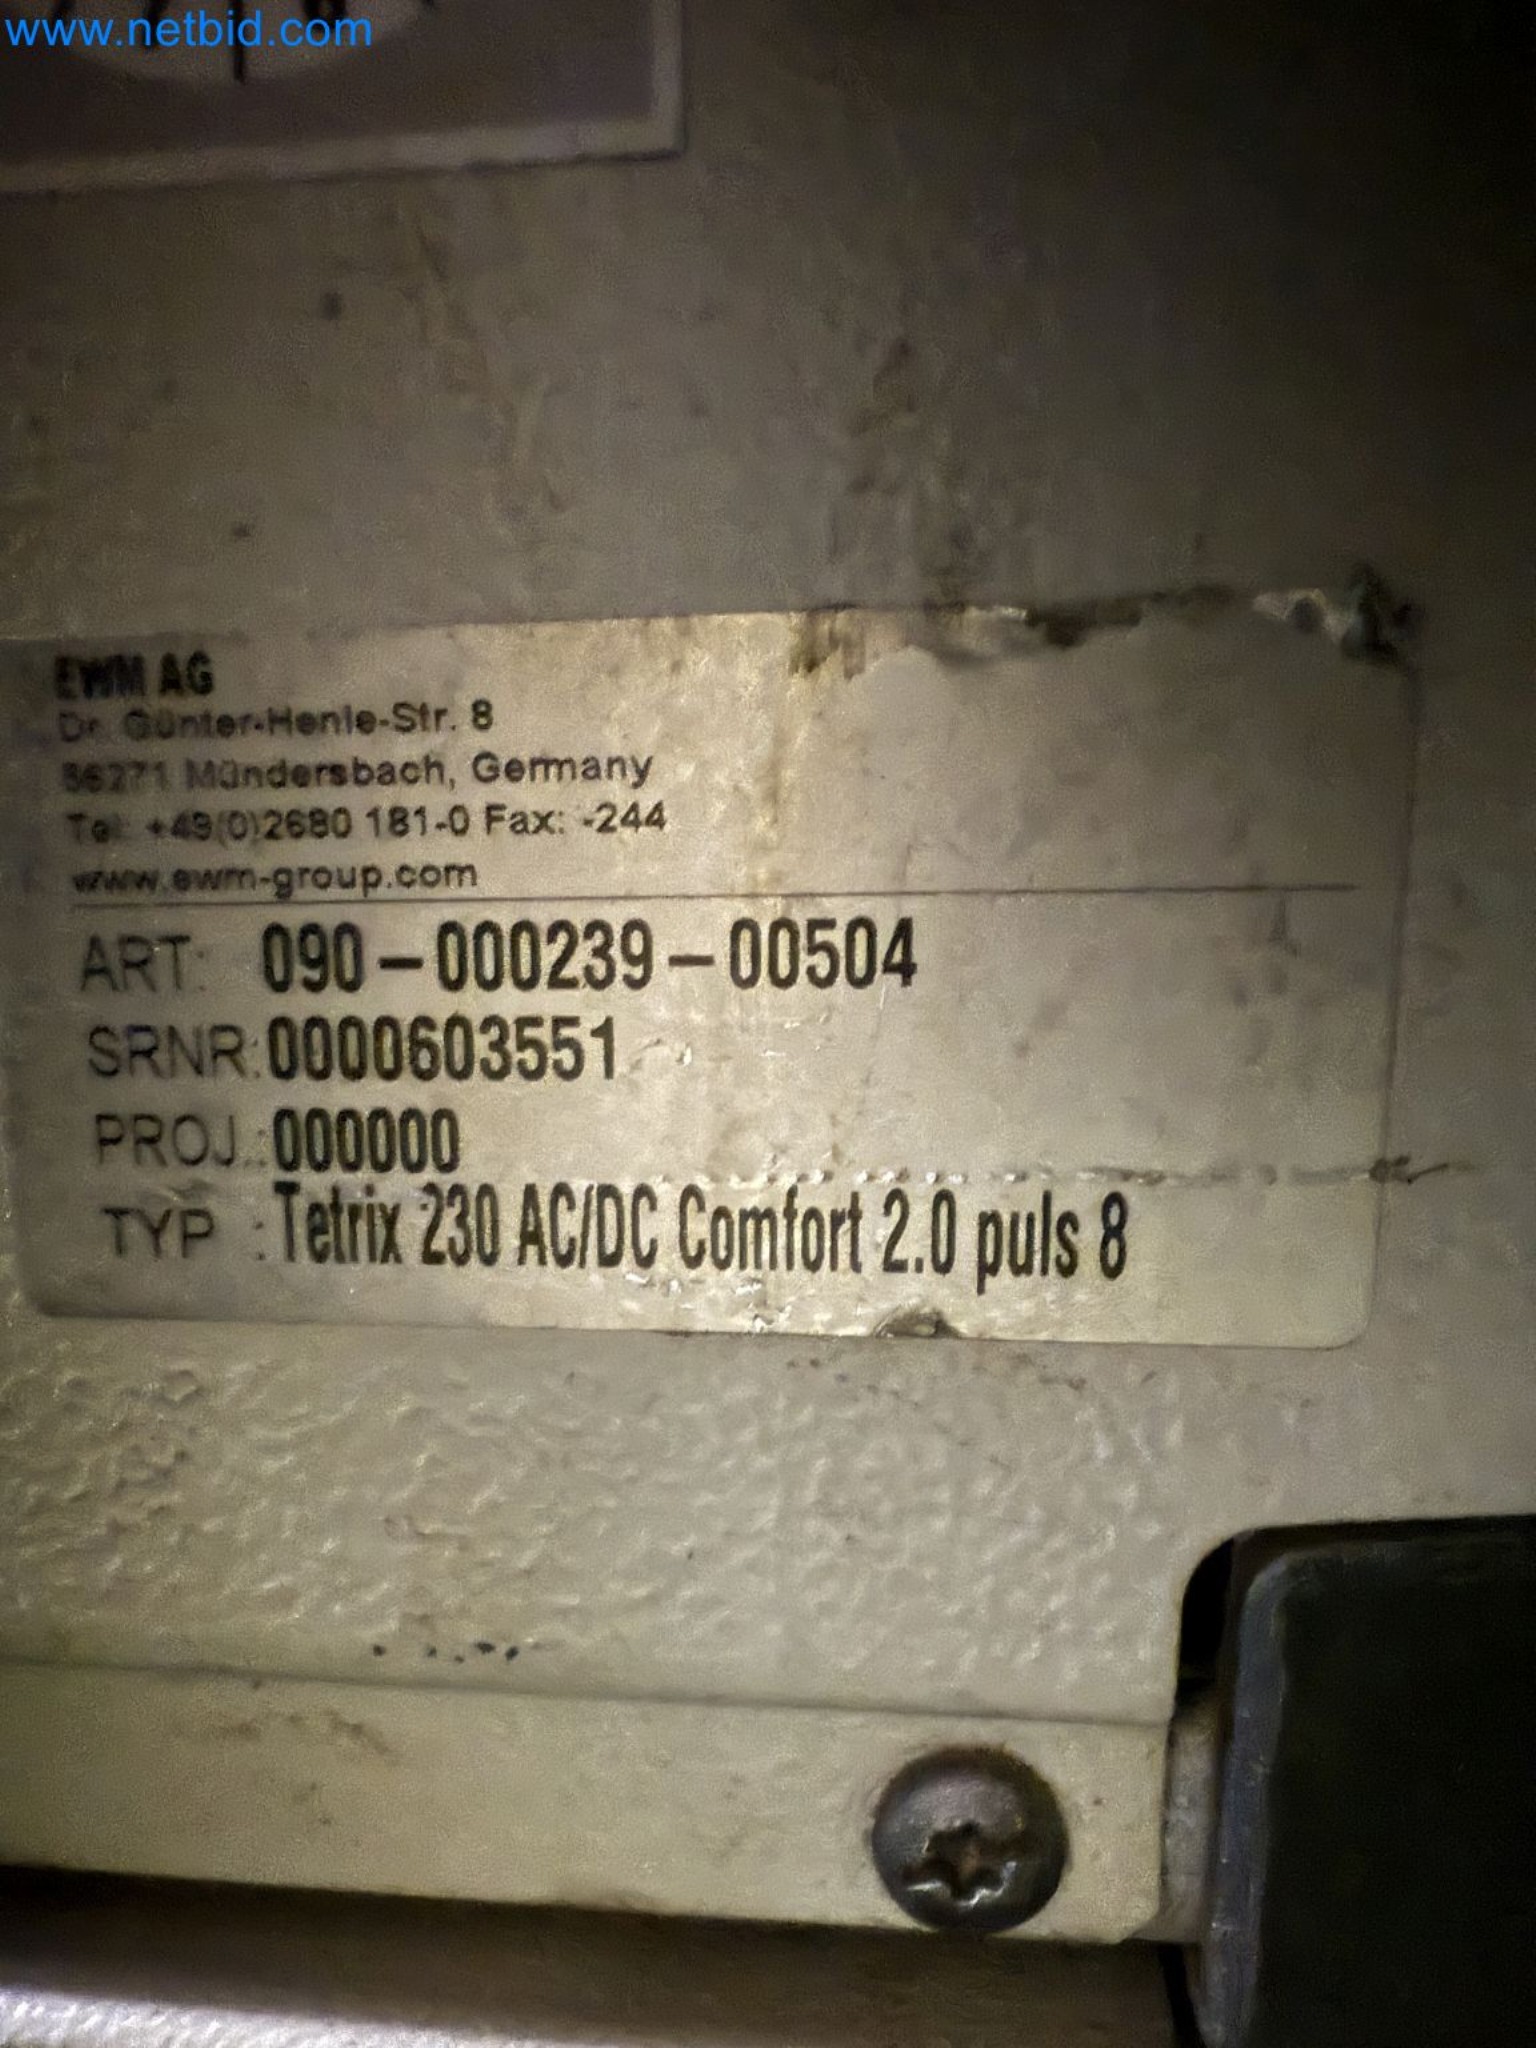 www.netbid.com
EWM AG
Dr. Günter-Henle-Str. 8
56271 Mündersbach, Germany
Tel: +49(0)2680 181-0 Fax: -244
www.ewm-group.com
ART: 090-000239-00504
SRNR:0000603551
PROJ.:000000
TYP :Tetrix 230 AC/DC Comfort 2.0 puls 8